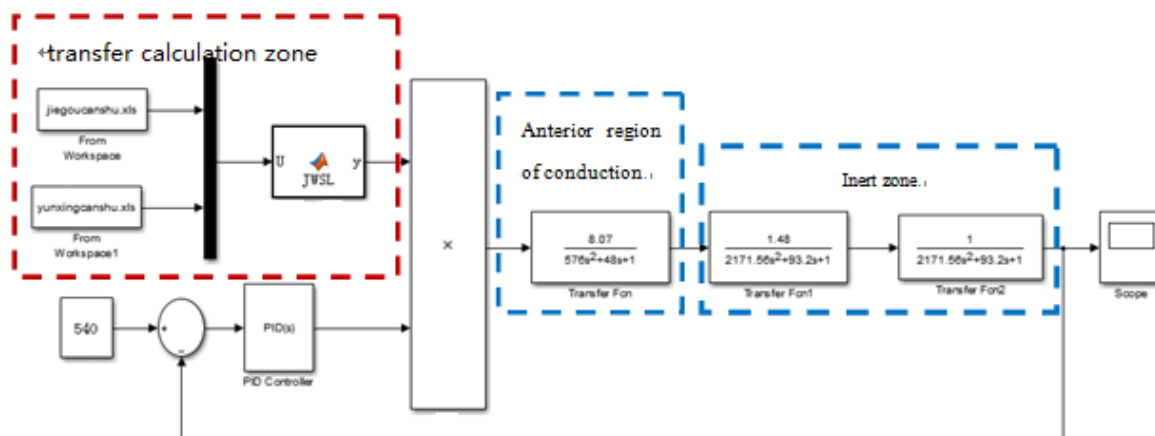 ↵transfer calculation zone
jiegoucanshu.xls
From
Workspace
yunxingcanshu.xls
From
Workspace1
U
JWSL
y
×
Anterior region
of conduction.
8.07
576s²+48s+1
Transfer Fcn
Inert zone.
1.48
2171.56s²+93.2s+1
Transfer Fcn1
1
2171.56s²+93.2s+1
Transfer Fcn2
Scope
540
+
−
PID(s)
PID Controller